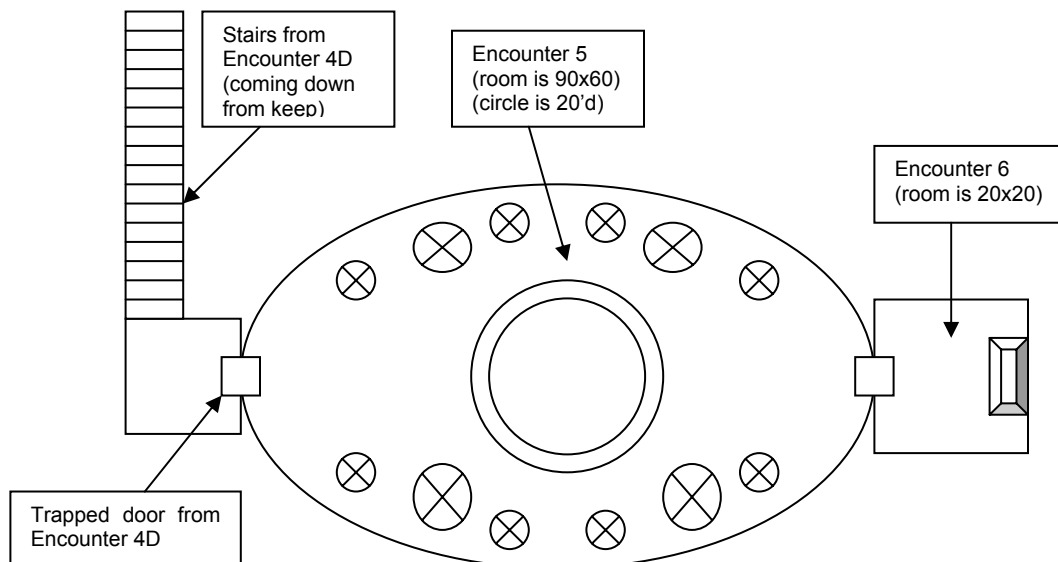 Stairs from
Encounter 4D
(coming down
from keep)
Encounter 5
(room is 90x60)
(circle is 20'd)
Encounter 6
(room is 20x20)
Trapped door from
Encounter 4D